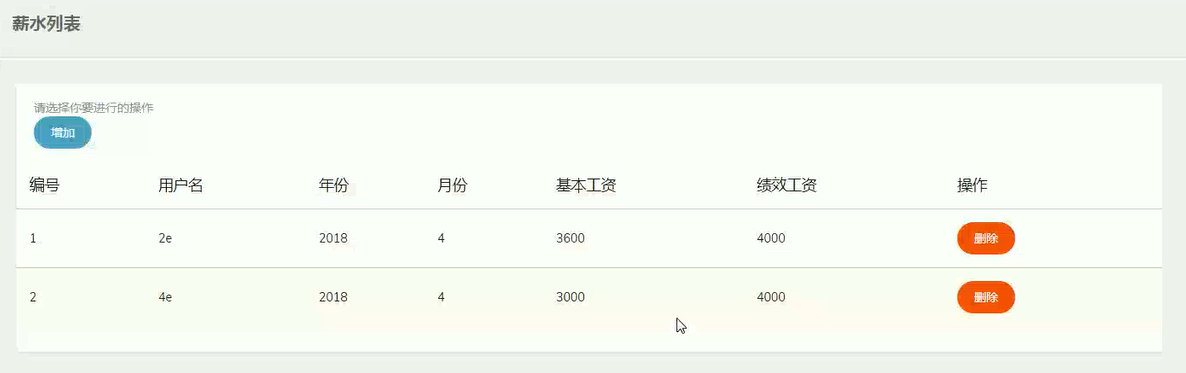 薪水列表
请选择你要进行的操作
增加
编号 用户名 年份 月份 基本工资 绩效工资 操作
1 2e 2018 4 3600 4000 删除
2 4e 2018 4 3000 4000 删除